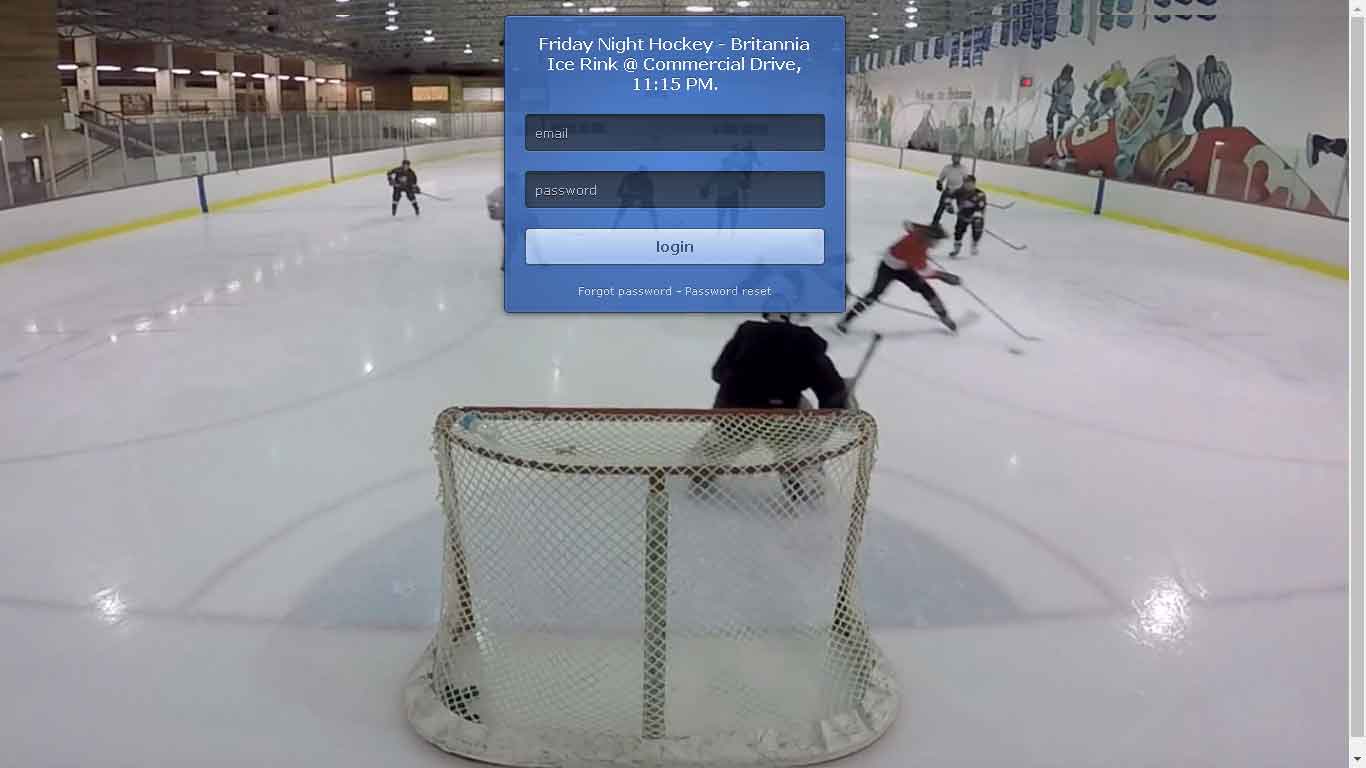 Friday Night Hockey - Britannia
Ice Rink @ Commercial Drive,
11:15 PM.
email
password
login
Forgot password - Password reset